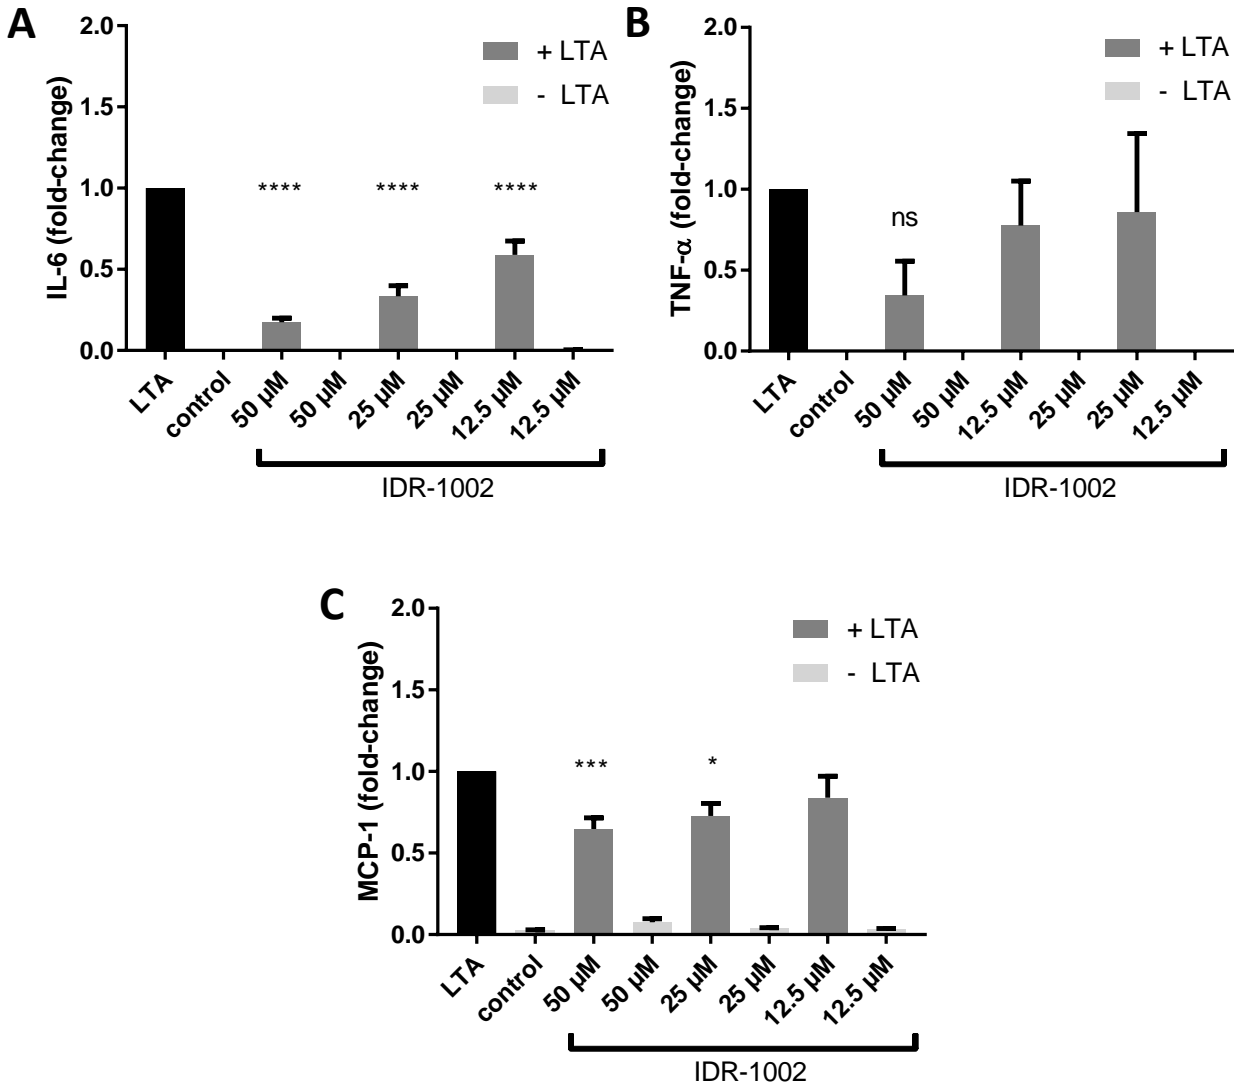 A
IL-6 (fold-change)
2.0
1.5
1.0
0.5
0.0
+ LTA
- LTA
****
****
****
LTA
control
50 µM
50 µM
25 µM
25 µM
12.5 µM
12.5 µM
IDR-1002
B
TNF-α (fold-change)
2.0
1.5
1.0
0.5
0.0
+ LTA
- LTA
ns
LTA
control
50 µM
50 µM
12.5 µM
25 µM
25 µM
12.5 µM
IDR-1002
C
MCP-1 (fold-change)
2.0
1.5
1.0
0.5
0.0
+ LTA
- LTA
***
*
LTA
control
50 µM
50 µM
25 µM
25 µM
12.5 µM
12.5 µM
IDR-1002